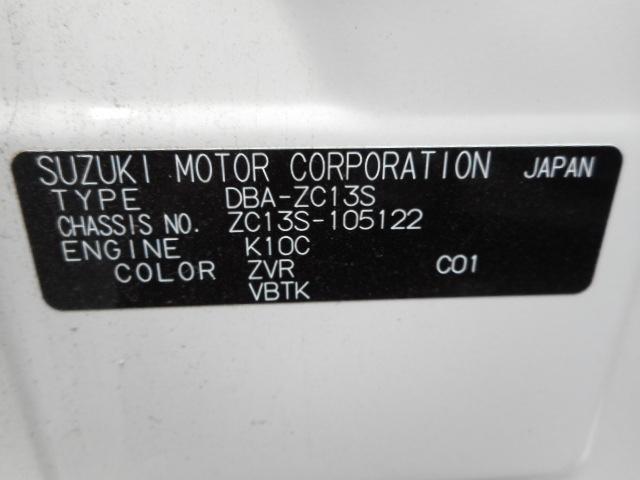 SUZUKI MOTOR CORPORATION JAPAN
TYPE DBA-ZC13S
CHASSIS NO. ZC13S-105122
ENGINE K10C
COLOR ZVR C01
VBTK